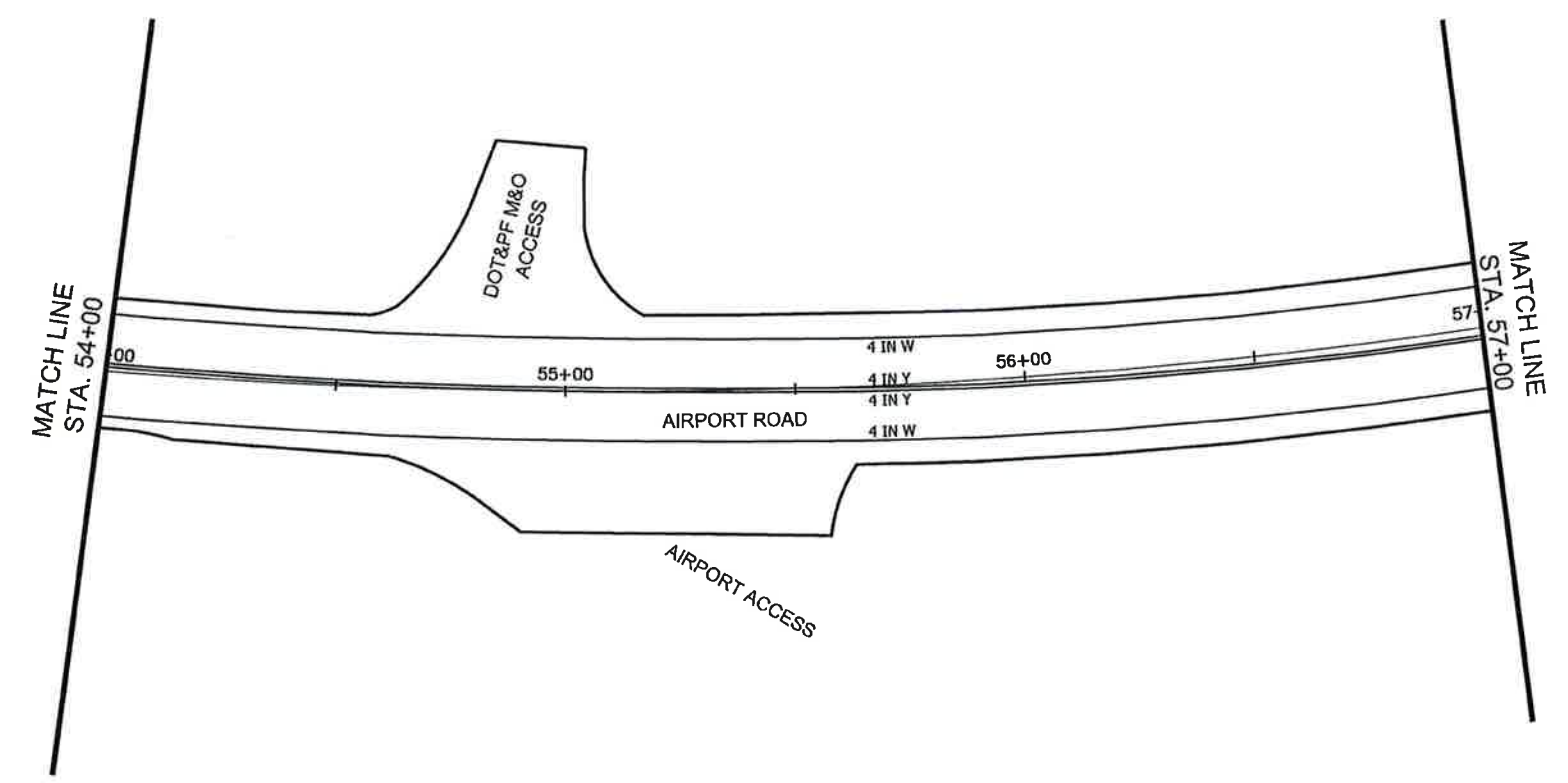 DOT&PF M&O
ACCESS
MATCH LINE
STA. 54+00
00
55+00
56+00
57
4 IN W
4 IN Y
4 IN Y
4 IN W
AIRPORT ROAD
AIRPORT ACCESS
MATCH LINE
STA. 57+00